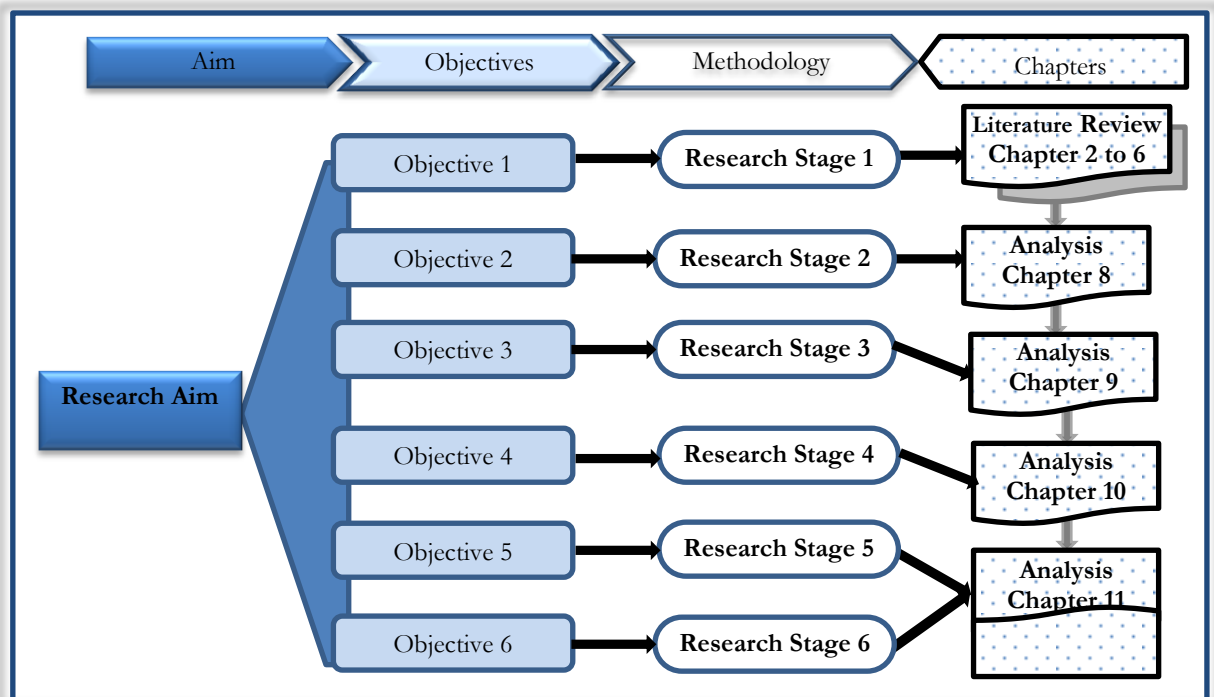 Aim
Objectives
Methodology
Chapters
Objective 1
Research Stage 1
Literature Review
Chapter 2 to 6
Objective 2
Research Stage 2
Analysis
Chapter 8
Objective 3
Research Stage 3
Analysis
Chapter 9
Research Aim
Objective 4
Research Stage 4
Analysis
Chapter 10
Objective 5
Research Stage 5
Analysis
Chapter 11
Objective 6
Research Stage 6